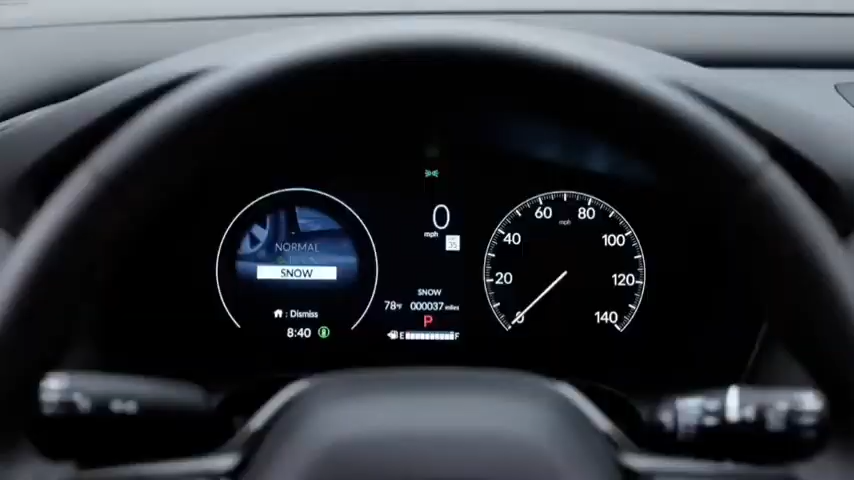 NORMAL
SNOW
: Dismiss
8:40
0
mph
35
SNOW
78°F 000037 miles
P
E F
mph
0
20
40
60
80
100
120
140